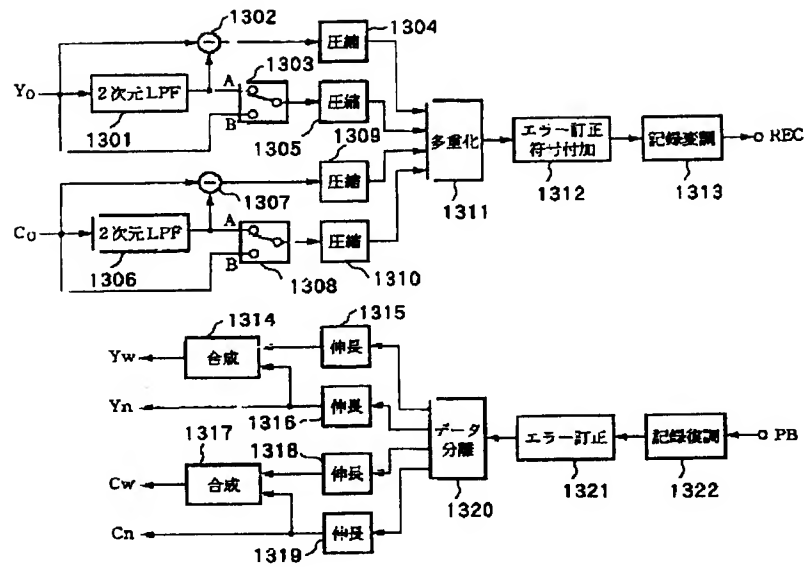 1302
1304
圧縮
1303
Y0
2次元LPF
A
B
1301
圧縮
1305
1309
多重化
エラー訂正
符号付加
記録変調
REC
圧縮
1307
1311
1312
1313
C0
2次元LPF
A
B
1306
1308
圧縮
1310
1314
1315
Yw
合成
伸長
Yn
1316
伸長
1317
1318
データ
分離
エラー訂正
記録復調
PB
Cw
合成
伸長
1320
1321
1322
Cn
1319
伸長